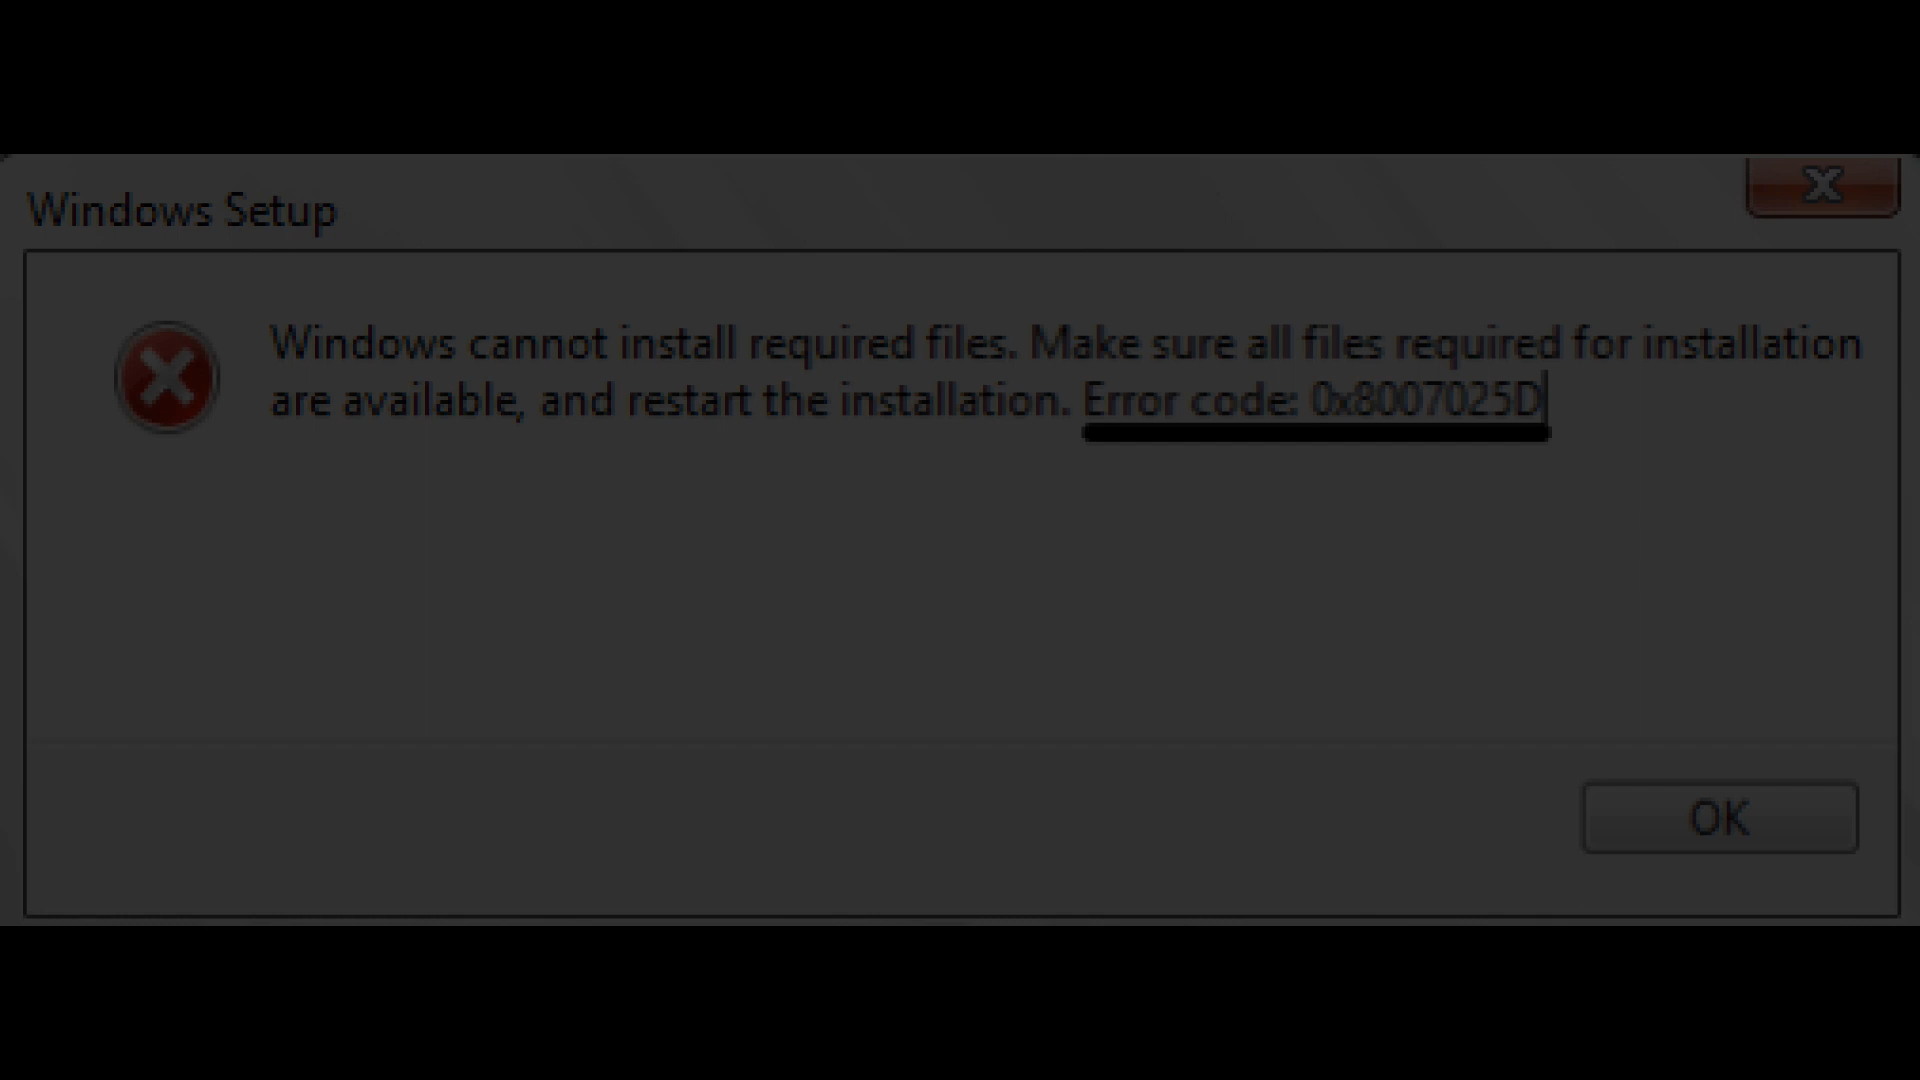 Windows Setup
Windows cannot install required files. Make sure all files required for installation
are available, and restart the installation. Error code: 0x8007025D
OK